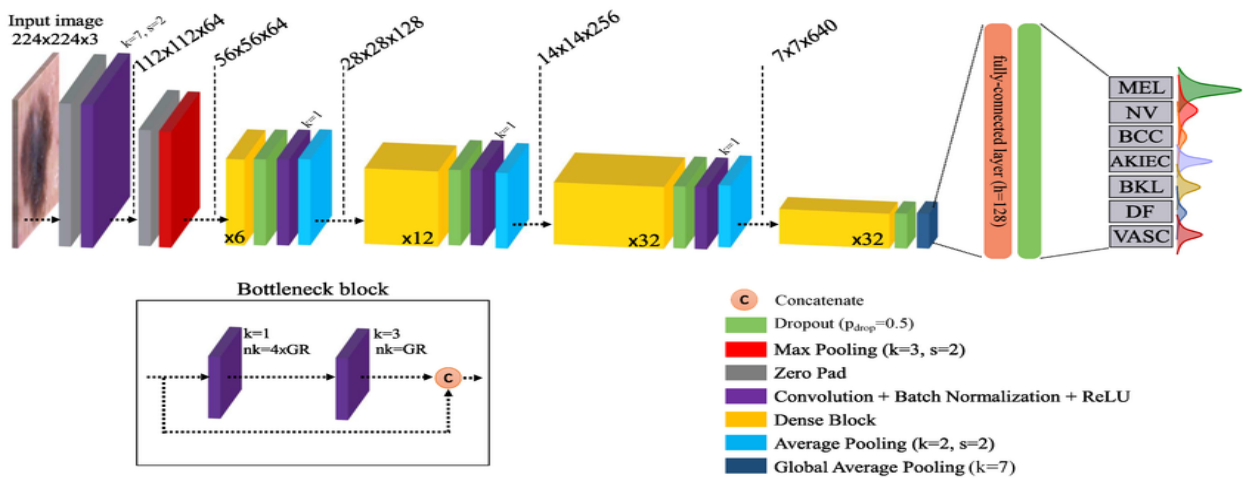 Input image
224x224x3
k=7, s=2
112x112x64
56x56x64
28x28x128
14x14x256
7x7x640
k=1
k=1
k=1
x6
x12
x32
x32
fully-connected layer (h=128)
MEL
NV
BCC
AKIEC
BKL
DF
VASC
Bottleneck block
k=1
nk=4xGR
k=3
nk=GR
C
C Concatenate
Dropout (pdrop=0.5)
Max Pooling (k=3, s=2)
Zero Pad
Convolution + Batch Normalization + ReLU
Dense Block
Average Pooling (k=2, s=2)
Global Average Pooling (k=7)